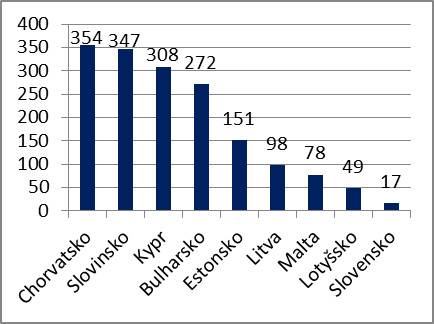 400
350
300
250
200
150
100
50
0
354
347
308
272
151
98
78
49
17
Chorvatsko
Slovinsko
Kypr
Bulharsko
Estonsko
Litva
Malta
Lotyšsko
Slovensko